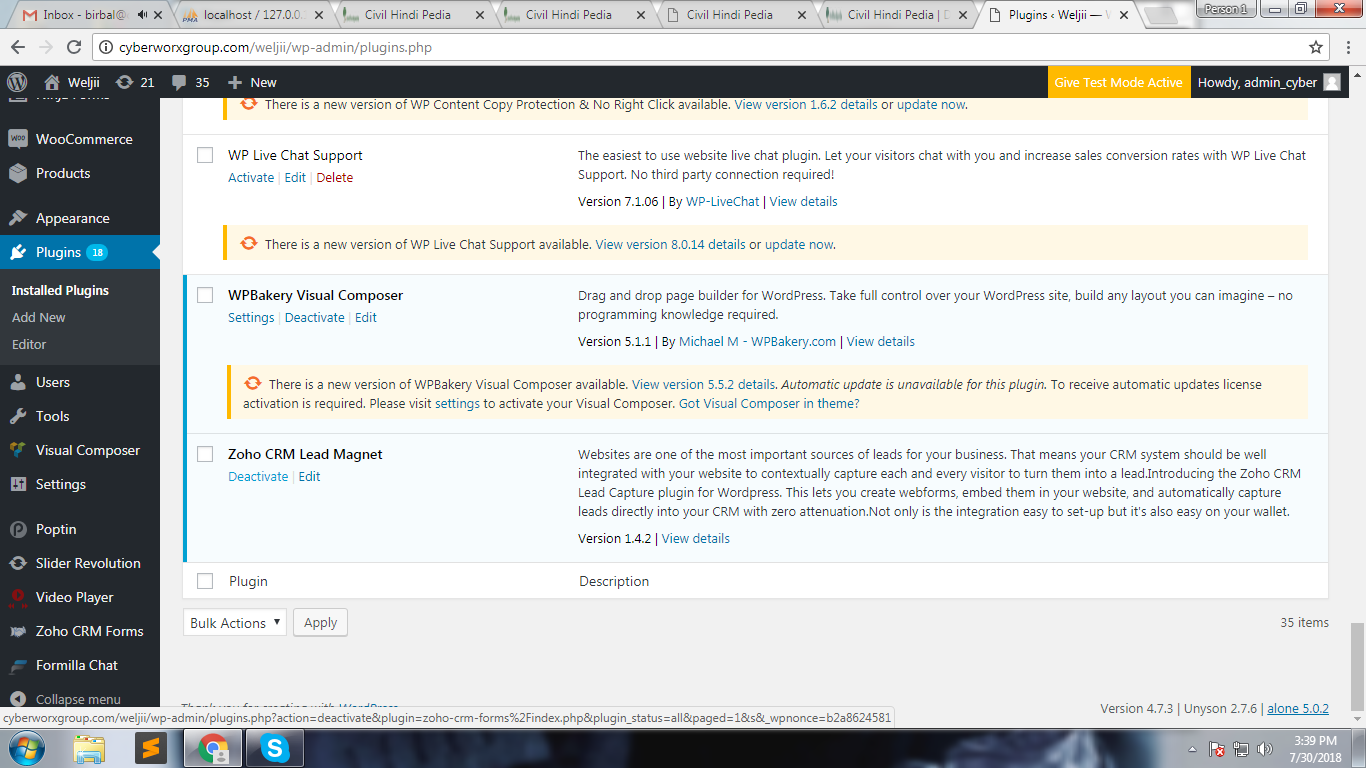 Inbox - birbal@
localhost / 127.0.0.
Civil Hindi Pedia
Civil Hindi Pedia
Civil Hindi Pedia
Civil Hindi Pedia | D
Plugins ‹ Weljii —
Person 1
cyberworxgroup.com/weljii/wp-admin/plugins.php
Weljii
21
35
New
Give Test Mode Active
Howdy, admin_cyber
Ninja Forms
WooCommerce
Products
Appearance
Plugins 18
Installed Plugins
Add New
Editor
Users
Tools
Visual Composer
Settings
Poptin
Slider Revolution
Video Player
Zoho CRM Forms
Formilla Chat
Collapse menu
There is a new version of WP Content Copy Protection & No Right Click available. View version 1.6.2 details or update now.
WP Live Chat Support
Activate | Edit | Delete
The easiest to use website live chat plugin. Let your visitors chat with you and increase sales conversion rates with WP Live Chat
Support. No third party connection required!
Version 7.1.06 | By WP-LiveChat | View details
There is a new version of WP Live Chat Support available. View version 8.0.14 details or update now.
WPBakery Visual Composer
Settings | Deactivate | Edit
Drag and drop page builder for WordPress. Take full control over your WordPress site, build any layout you can imagine – no
programming knowledge required.
Version 5.1.1 | By Michael M - WPBakery.com | View details
There is a new version of WPBakery Visual Composer available. View version 5.5.2 details. Automatic update is unavailable for this plugin. To receive automatic updates license
activation is required. Please visit settings to activate your Visual Composer. Got Visual Composer in theme?
Zoho CRM Lead Magnet
Deactivate | Edit
Websites are one of the most important sources of leads for your business. That means your CRM system should be well
integrated with your website to contextually capture each and every visitor to turn them into a lead.Introducing the Zoho CRM
Lead Capture plugin for Wordpress. This lets you create webforms, embed them in your website, and automatically capture
leads directly into your CRM with zero attenuation.Not only is the integration easy to set-up but it's also easy on your wallet.
Version 1.4.2 | View details
Plugin
Description
Bulk Actions
Apply
35 items
Thank you for creating with WordPress.
Version 4.7.3 | Unyson 2.7.6 | alone 5.0.2
cyberworxgroup.com/weljii/wp-admin/plugins.php?action=deactivate&plugin=zoho-crm-forms%2Findex.php&plugin_status=all&paged=1&s&_wpnonce=b2a8624581
3:39 PM
7/30/2018